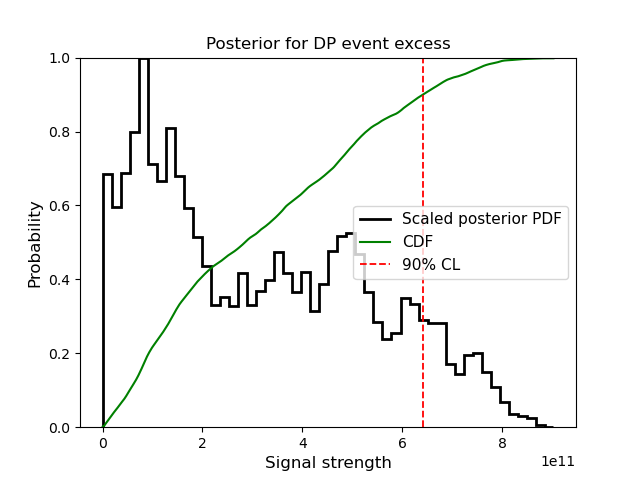 Posterior for DP event excess
1.0
0.8
0.6
0.4
0.2
0.0
Probability
Scaled posterior PDF
CDF
90% CL
0 2 4 6 8
1e11
Signal strength